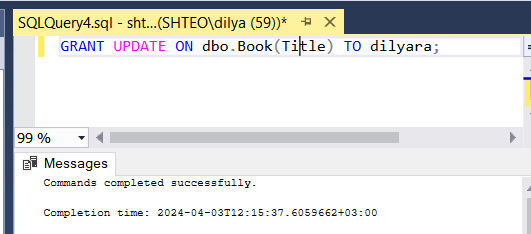 SQLQuery4.sql - sht...(SHTEO\dilya (59))*
GRANT UPDATE ON dbo.Book(Title) TO dilyara;
99 %
Messages
Commands completed successfully.
Completion time: 2024-04-03T12:15:37.6059662+03:00